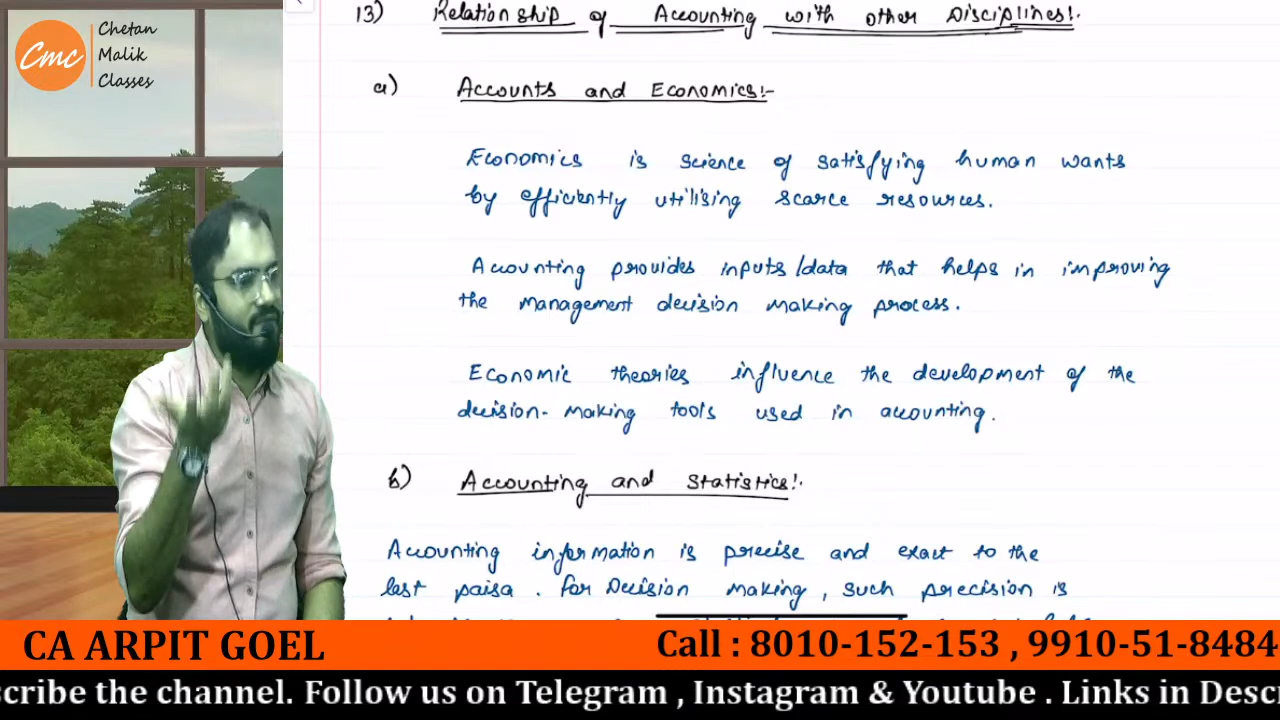 Cmc
Chetan
Malik
Classes
13) Relationship of Accounting with other Disciplines:-
a) Accounts and Economics:-
Economics is science of satisfying human wants
by efficiently utilising scarce resources.
Accounting provides inputs/data that helps in improving
the management decision making process.
Economic theories influence the development of the
decision-making tools used in accounting.
b) Accounting and Statistics:-
Accounting information is precise and exact to the
last paisa. For Decision making, such precision is
CA ARPIT GOEL
Call : 8010-152-153 , 9910-51-8484
scribe the channel. Follow us on Telegram , Instagram & Youtube . Links in Descr